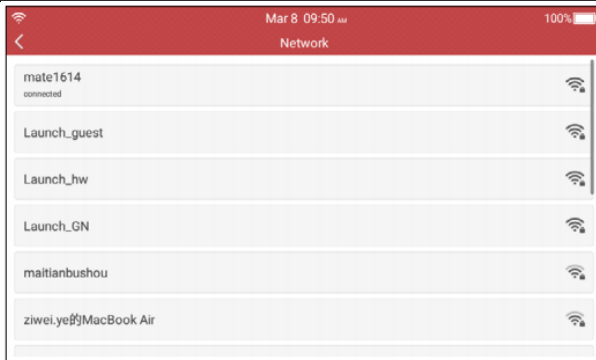 Mar 8 09:50 AM
100%
Network
mate1614
connected
Launch_guest
Launch_hw
Launch_GN
maitianbushou
ziwei.ye的MacBook Air